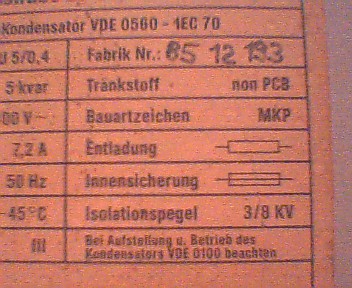 Kondensator VDE 0560 - IEC 70
U 5/0,4 Fabrik Nr.: 85 12 193
5 kvar Tränkstoff non PCB
00 V ~ Bauartzeichen MKP
7,2 A Entladung
50 Hz Innensicherung
45°C Isolationspegel 3/8 KV
III Bei Aufstellung u. Betrieb des
Kondensators VDE 0100 beachten